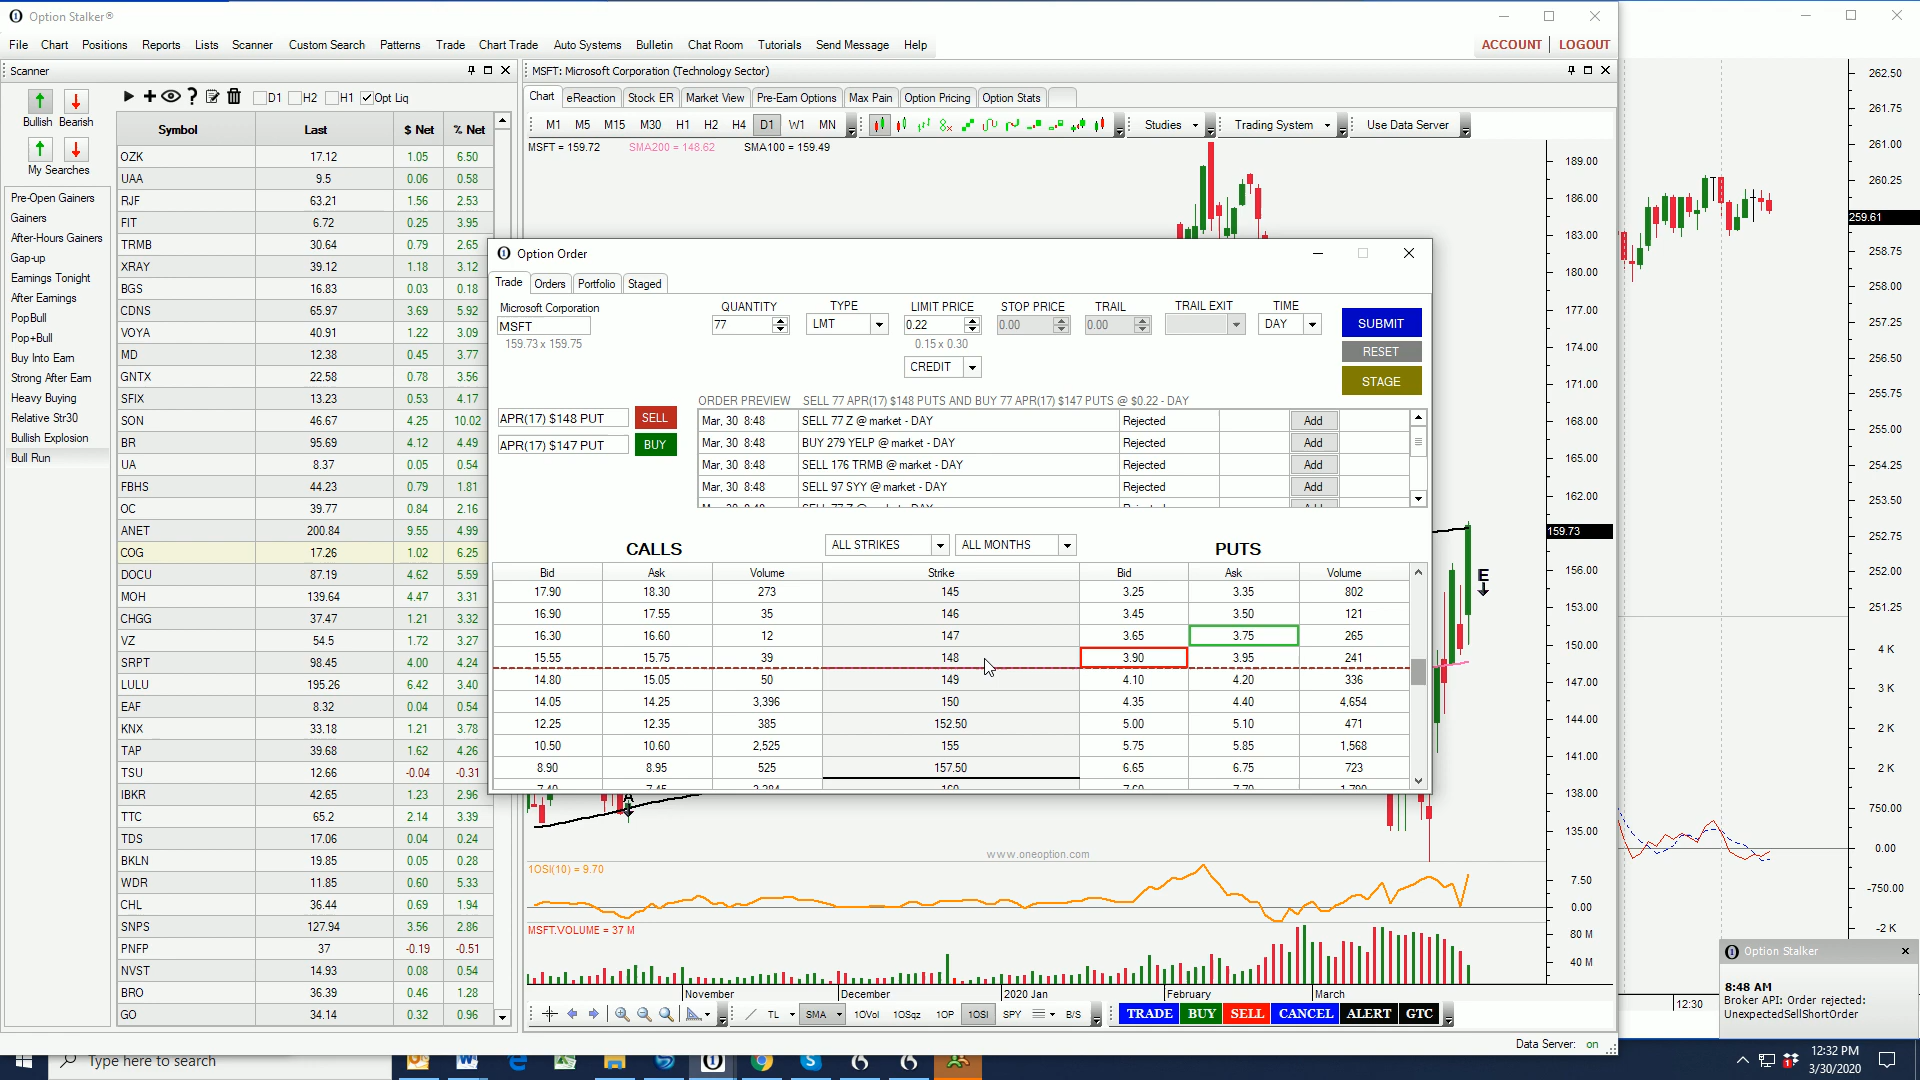 Option Stalker®
File Chart Positions Reports Lists Scanner Custom Search Patterns Trade Chart Trade Auto Systems Bulletin Chat Room Tutorials Send Message Help
ACCOUNT LOGOUT
Scanner
Bullish Bearish
My Searches
D1 H2 H1 Opt Liq
Pre-Open Gainers
Gainers
After-Hours Gainers
Gap-up
Earnings Tonight
After Earnings
PopBull
Pop+Bull
Buy Into Earn
Strong After Earn
Heavy Buying
Relative Str30
Bullish Explosion
Bull Run
Symbol Last $ Net % Net
OZK 17.12 1.05 6.50
UAA 9.5 0.06 0.58
RJF 63.21 1.56 2.53
FIT 6.72 0.25 3.95
TRMB 30.64 0.79 2.65
XRAY 39.12 1.18 3.12
BGS 16.83 0.03 0.18
CDNS 65.97 3.69 5.92
VOYA 40.91 1.22 3.09
MD 12.38 0.45 3.77
GNTX 22.58 0.78 3.56
SFIX 13.23 0.53 4.17
SON 46.67 4.25 10.02
BR 95.69 4.12 4.49
UA 8.37 0.05 0.54
FBHS 44.23 0.79 1.81
OC 39.77 0.84 2.16
ANET 200.84 9.55 4.99
COG 17.26 1.02 6.25
DOCU 87.19 4.62 5.59
MOH 139.64 4.47 3.31
CHGG 37.47 1.21 3.32
VZ 54.5 1.72 3.27
SRPT 98.45 4.00 4.24
LULU 195.26 6.42 3.40
EAF 8.32 0.04 0.54
KNX 33.18 1.21 3.78
TAP 39.68 1.62 4.26
TSU 12.66 -0.04 -0.31
IBKR 42.65 1.23 2.96
TTC 65.2 2.14 3.39
TDS 17.06 0.04 0.24
BKLN 19.85 0.05 0.28
WDR 11.85 0.60 5.33
CHL 36.44 0.69 1.94
SNPS 127.94 3.56 2.86
PNFP 37 -0.19 -0.51
NVST 14.93 0.08 0.54
BRO 36.39 0.46 1.28
GO 34.14 0.32 0.96
MSFT: Microsoft Corporation (Technology Sector)
Chart eReaction Stock ER Market View Pre-Earn Options Max Pain Option Pricing Option Stats
M1 M5 M15 M30 H1 H2 H4 D1 W1 MN Studies Trading System Use Data Server
MSFT = 159.72 SMA200 = 148.62 SMA100 = 159.49
Option Order
Trade Orders Portfolio Staged
Microsoft Corporation
MSFT
159.73 x 159.75
QUANTITY TYPE LIMIT PRICE STOP PRICE TRAIL TRAIL EXIT TIME
77 LMT 0.22 0.00 0.00 DAY
0.15 x 0.30
CREDIT
SUBMIT
RESET
STAGE
ORDER PREVIEW SELL 77 APR(17) $148 PUTS AND BUY 77 APR(17) $147 PUTS @ $0.22 - DAY
APR(17) $148 PUT SELL
APR(17) $147 PUT BUY
Mar, 30 8:48 SELL 77 Z @ market - DAY Rejected Add
Mar, 30 8:48 BUY 279 YELP @ market - DAY Rejected Add
Mar, 30 8:48 SELL 176 TRMB @ market - DAY Rejected Add
Mar, 30 8:48 SELL 97 SYY @ market - DAY Rejected Add
CALLS ALL STRIKES ALL MONTHS PUTS
Bid Ask Volume Strike Bid Ask Volume
17.90 18.30 273 145 3.25 3.35 802
16.90 17.55 35 146 3.45 3.50 121
16.30 16.60 12 147 3.65 3.75 265
15.55 15.75 39 148 3.90 3.95 241
14.80 15.05 50 149 4.10 4.20 336
14.05 14.25 3,396 150 4.35 4.40 4,654
12.25 12.35 385 152.50 5.00 5.10 471
10.50 10.60 2,525 155 5.75 5.85 1,568
8.90 8.95 525 157.50 6.65 6.75 723
189.00
186.00
183.00
180.00
177.00
174.00
171.00
168.00
165.00
162.00
159.73
156.00
153.00
150.00
147.00
144.00
141.00
138.00
135.00
E
A
www.oneoption.com
1OSI(10) = 9.70
7.50
0.00
MSFT.VOLUME = 37 M
80 M
40 M
November December 2020 Jan February March
TL SMA 1OVol 1OSqz 1OP 1OSI SPY B/S TRADE BUY SELL CANCEL ALERT GTC
Data Server: on
262.50
261.75
261.00
260.25
259.61
258.75
258.00
257.25
256.50
255.75
255.00
254.25
253.50
252.75
252.00
251.25
4 K
3 K
2 K
2 K
750.00
0.00
-750.00
-2 K
12:30
Option Stalker
8:48 AM
Broker API: Order rejected:
UnexpectedSellShortOrder
Type here to search
12:32 PM
3/30/2020